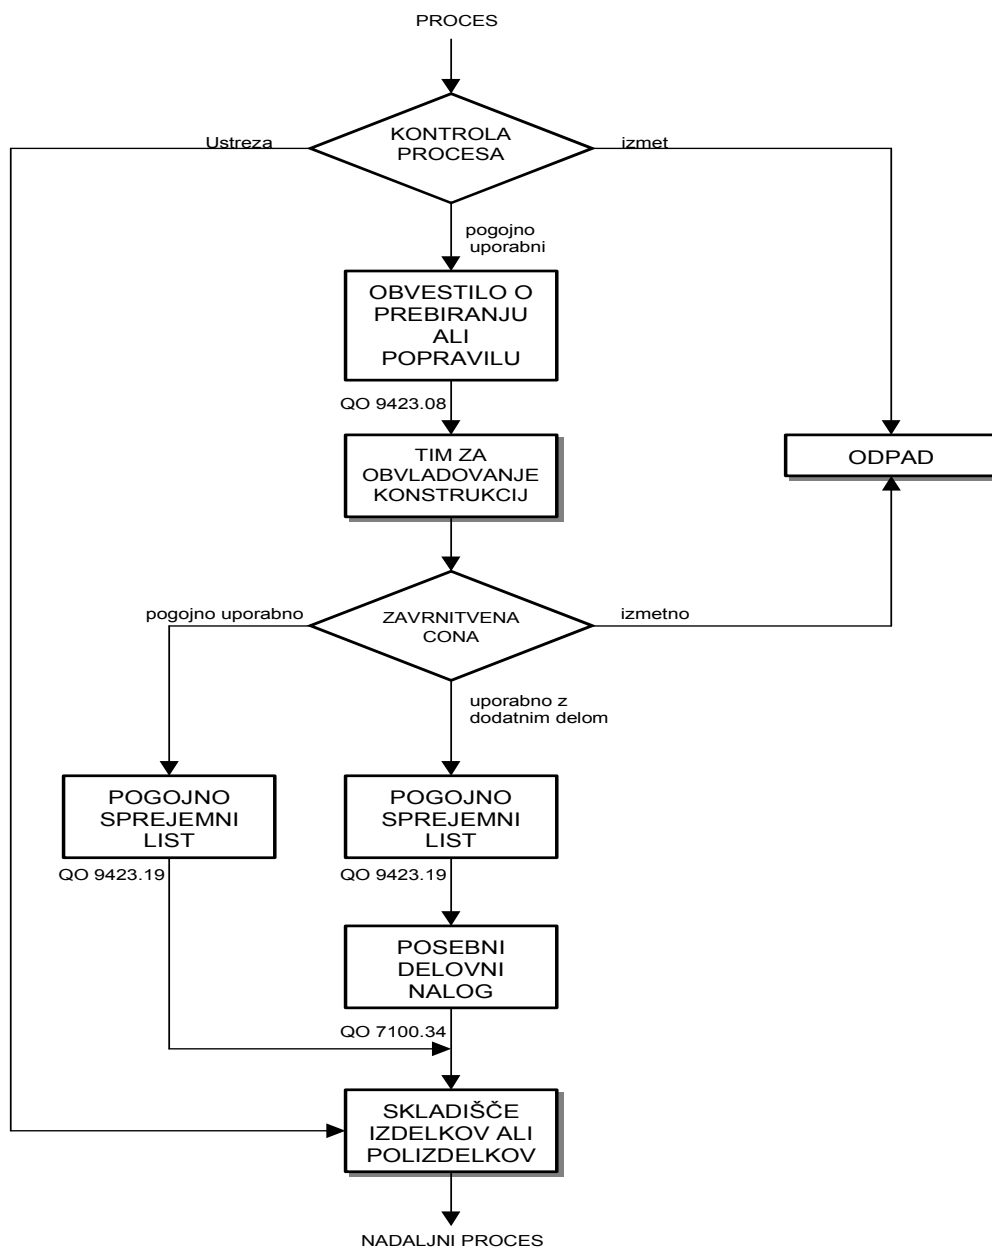 PROCES
KONTROLA
PROCESA
Ustreza
izmet
pogojno
uporabni
OBVESTILO O
PREBIRANJU
ALI
POPRAVILU
QO 9423.08
TIM ZA
OBVLADOVANJE
KONSTRUKCIJ
ODPAD
ZAVRNITVENA
CONA
pogojno uporabno
izmetno
uporabno z
dodatnim delom
POGOJNO
SPREJEMNI
LIST
QO 9423.19
POGOJNO
SPREJEMNI
LIST
QO 9423.19
POSEBNI
DELOVNI
NALOG
QO 7100.34
SKLADIŠČE
IZDELKOV ALI
POLIZDELKOV
NADALJNI PROCES